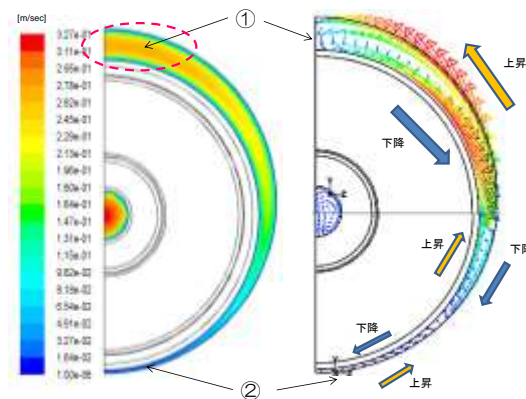 [m/sec]
3.27e-01
3.11e-01
2.95e-01
2.78e-01
2.62e-01
2.45e-01
2.29e-01
2.13e-01
1.96e-01
1.80e-01
1.64e-01
1.47e-01
1.31e-01
1.15e-01
9.82e-02
8.18e-02
6.54e-02
4.91e-02
3.27e-02
1.64e-02
①
②
上昇
下降
上昇
下降
下降
上昇